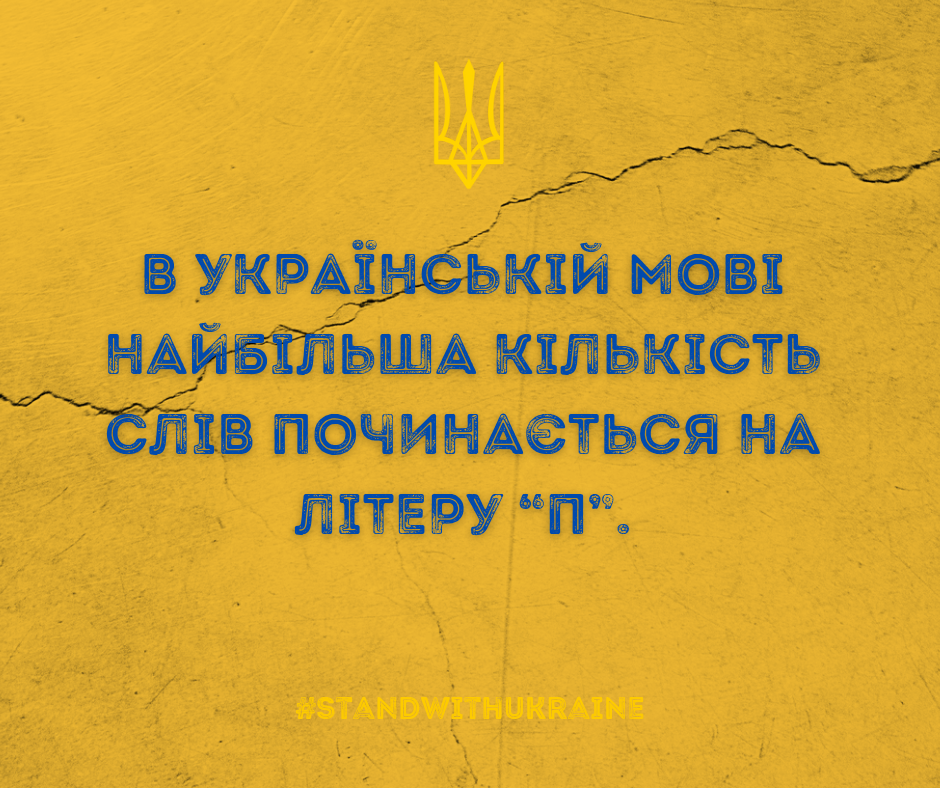 В УКРАЇНСЬКІЙ МОВІ
НАЙБІЛЬША КІЛЬКІСТЬ
СЛІВ ПОЧИНАЄТЬСЯ НА
ЛІТЕРУ “П”.
#STANDWITHUKRAINE